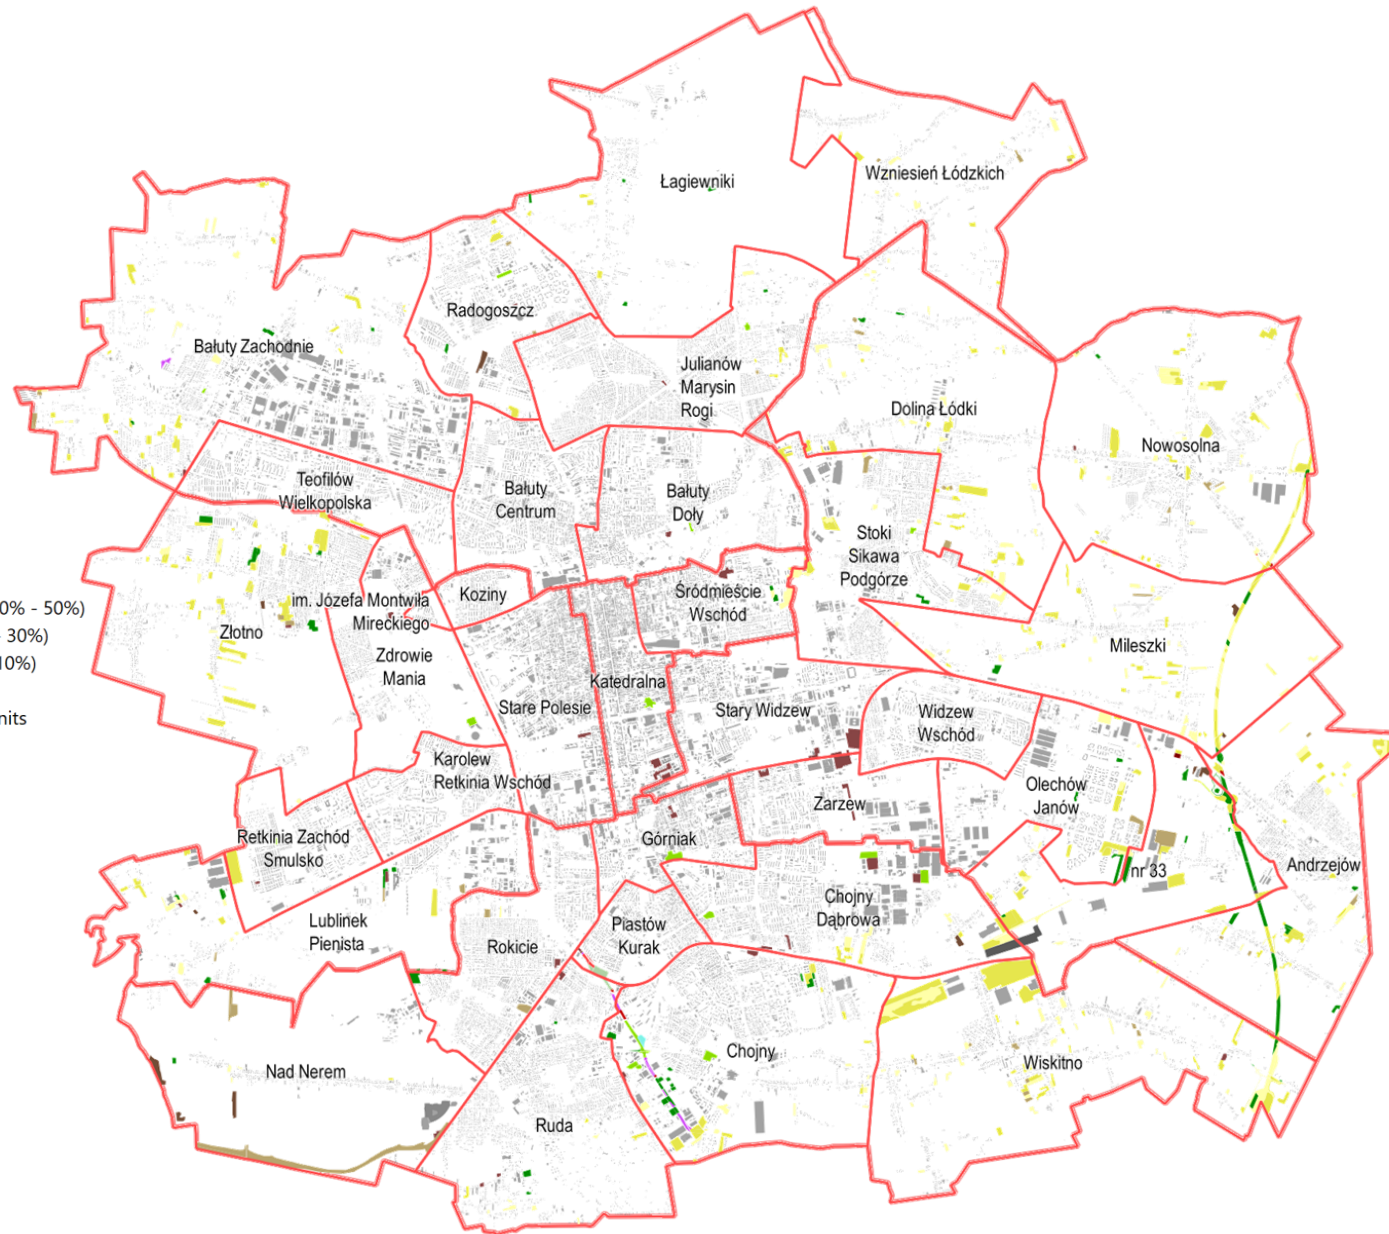 Łagiewniki
Wzniesień Łódzkich
Radogoszcz
Bałuty Zachodnie
Julianów
Marysin
Rogi
Dolina Łódki
Nowosolna
Teofilów
Wielkopolska
Bałuty
Centrum
Bałuty
Doły
Stoki
Sikawa
Podgórze
0% - 50%)
30%)
10%)
nits
Koziny
Śródmieście
Wschód
im. Józefa Montwiłła
Mireckiego
Złotno
Zdrowie
Mania
Mileszki
Katedralna
Stare Polesie
Stary Widzew
Widzew
Wschód
Karolew
Retkinia Wschód
Olechów
Janów
Zarzew
Retkinia Zachód
Smulsko
Górniak
nr 33
Andrzejów
Chojny
Dąbrowa
Lublinek
Pienista
Piastów
Kurak
Rokicie
Chojny
Wiskitno
Nad Nerem
Ruda